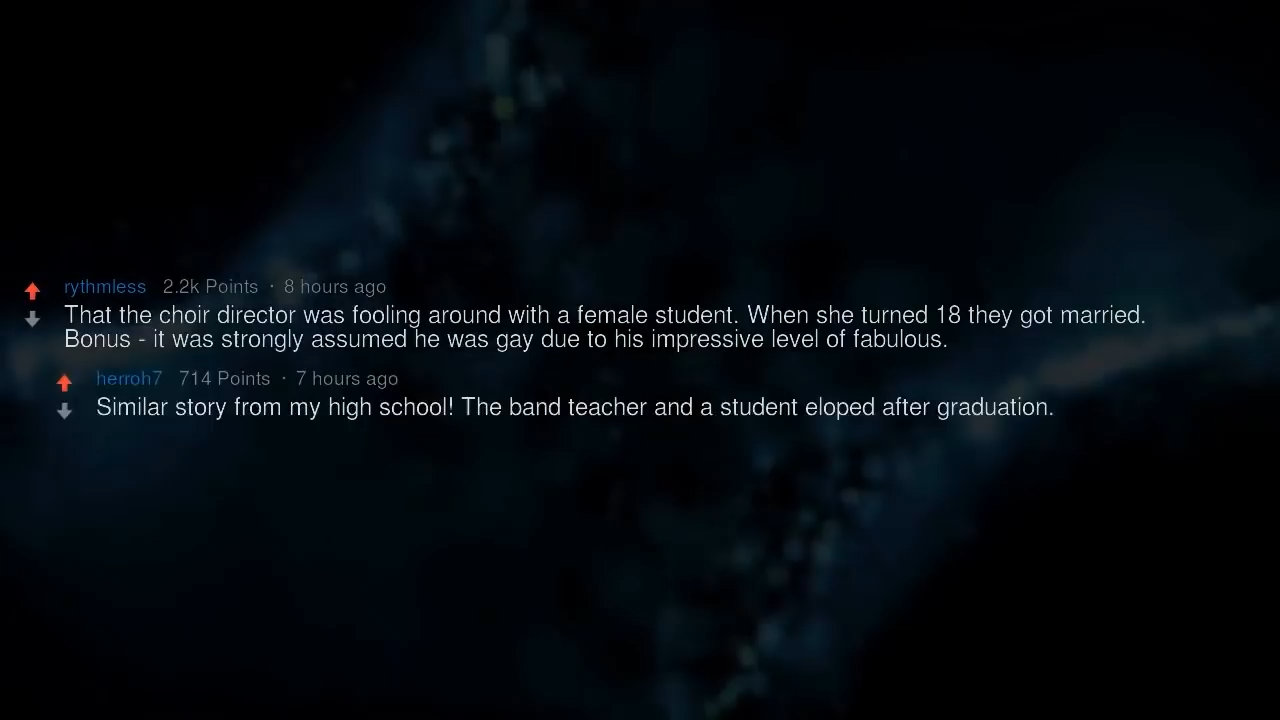 rythmless 2.2k Points · 8 hours ago
That the choir director was fooling around with a female student. When she turned 18 they got married.
Bonus - it was strongly assumed he was gay due to his impressive level of fabulous.
herroh7 714 Points · 7 hours ago
Similar story from my high school! The band teacher and a student eloped after graduation.